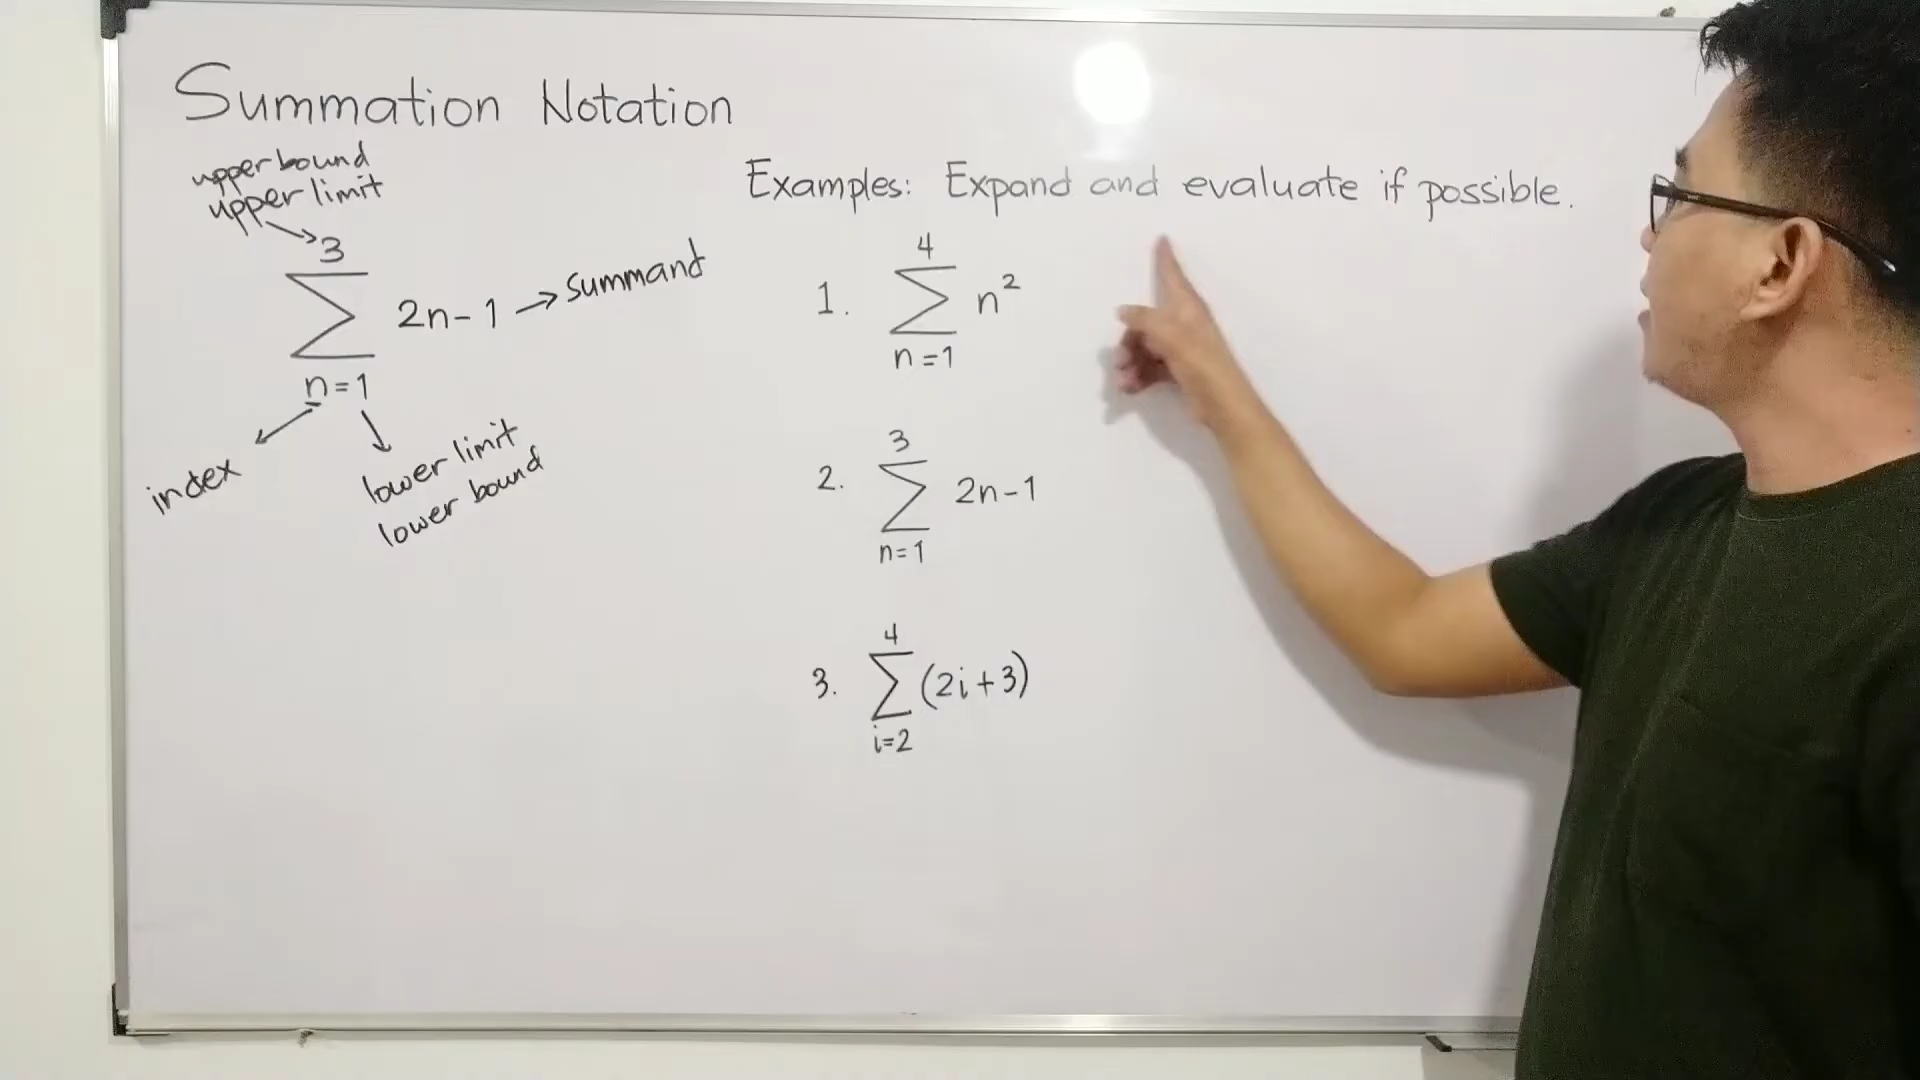 Summation Notation
upper bound
upper limit
3
∑ 2n-1 → summand
n=1
index
lower limit
lower bound
Examples: Expand and evaluate if possible.
4
1. ∑ n²
n=1
3
2. ∑ 2n-1
n=1
4
3. ∑ (2i+3)
i=2